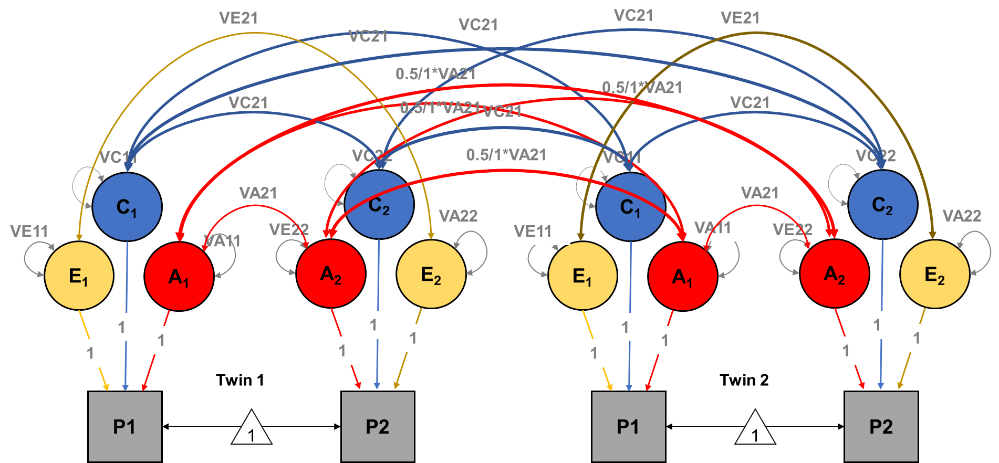 VE21
VC21
VC21
VC21
VE21
0.5/1*VA21
0.5/1*VA21
VC21
0.5/1*VA21
VC21
VC21
VC11
VC22
0.5/1*VA21
VC11
VC22
VA21
VA21
C₁
C₂
C₁
C₂
VE11
VA11
VE22
VA22
VE11
VA11
VE22
VA22
E₁
A₁
A₂
E₂
E₁
A₁
A₂
E₂
1
1
1
1
1
1
1
1
1
1
1
1
Twin 1
Twin 2
P1
1
P2
P1
1
P2